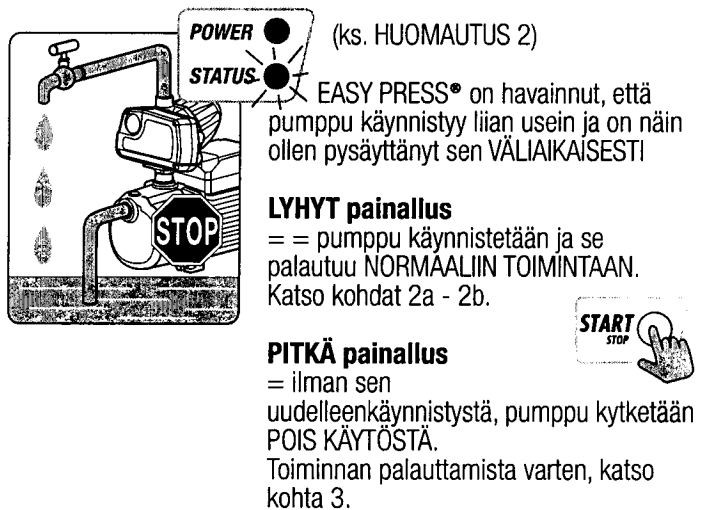 POWER
(ks. HUOMAUTUS 2)
STATUS
EASY PRESS® on havainnut, että
pumppu käynnistyy liian usein ja on näin
ollen pysäyttänyt sen VÄLIAIKAISESTI
STOP
LYHYT painallus
= = pumppu käynnistetään ja se
palautuu NORMAALIIN TOIMINTAAN.
Katso kohdat 2a - 2b.
START
STOP
PITKÄ painallus
= ilman sen
uudelleenkäynnistystä, pumppu kytketään
POIS KÄYTÖSTÄ.
Toiminnan palauttamista varten, katso
kohta 3.